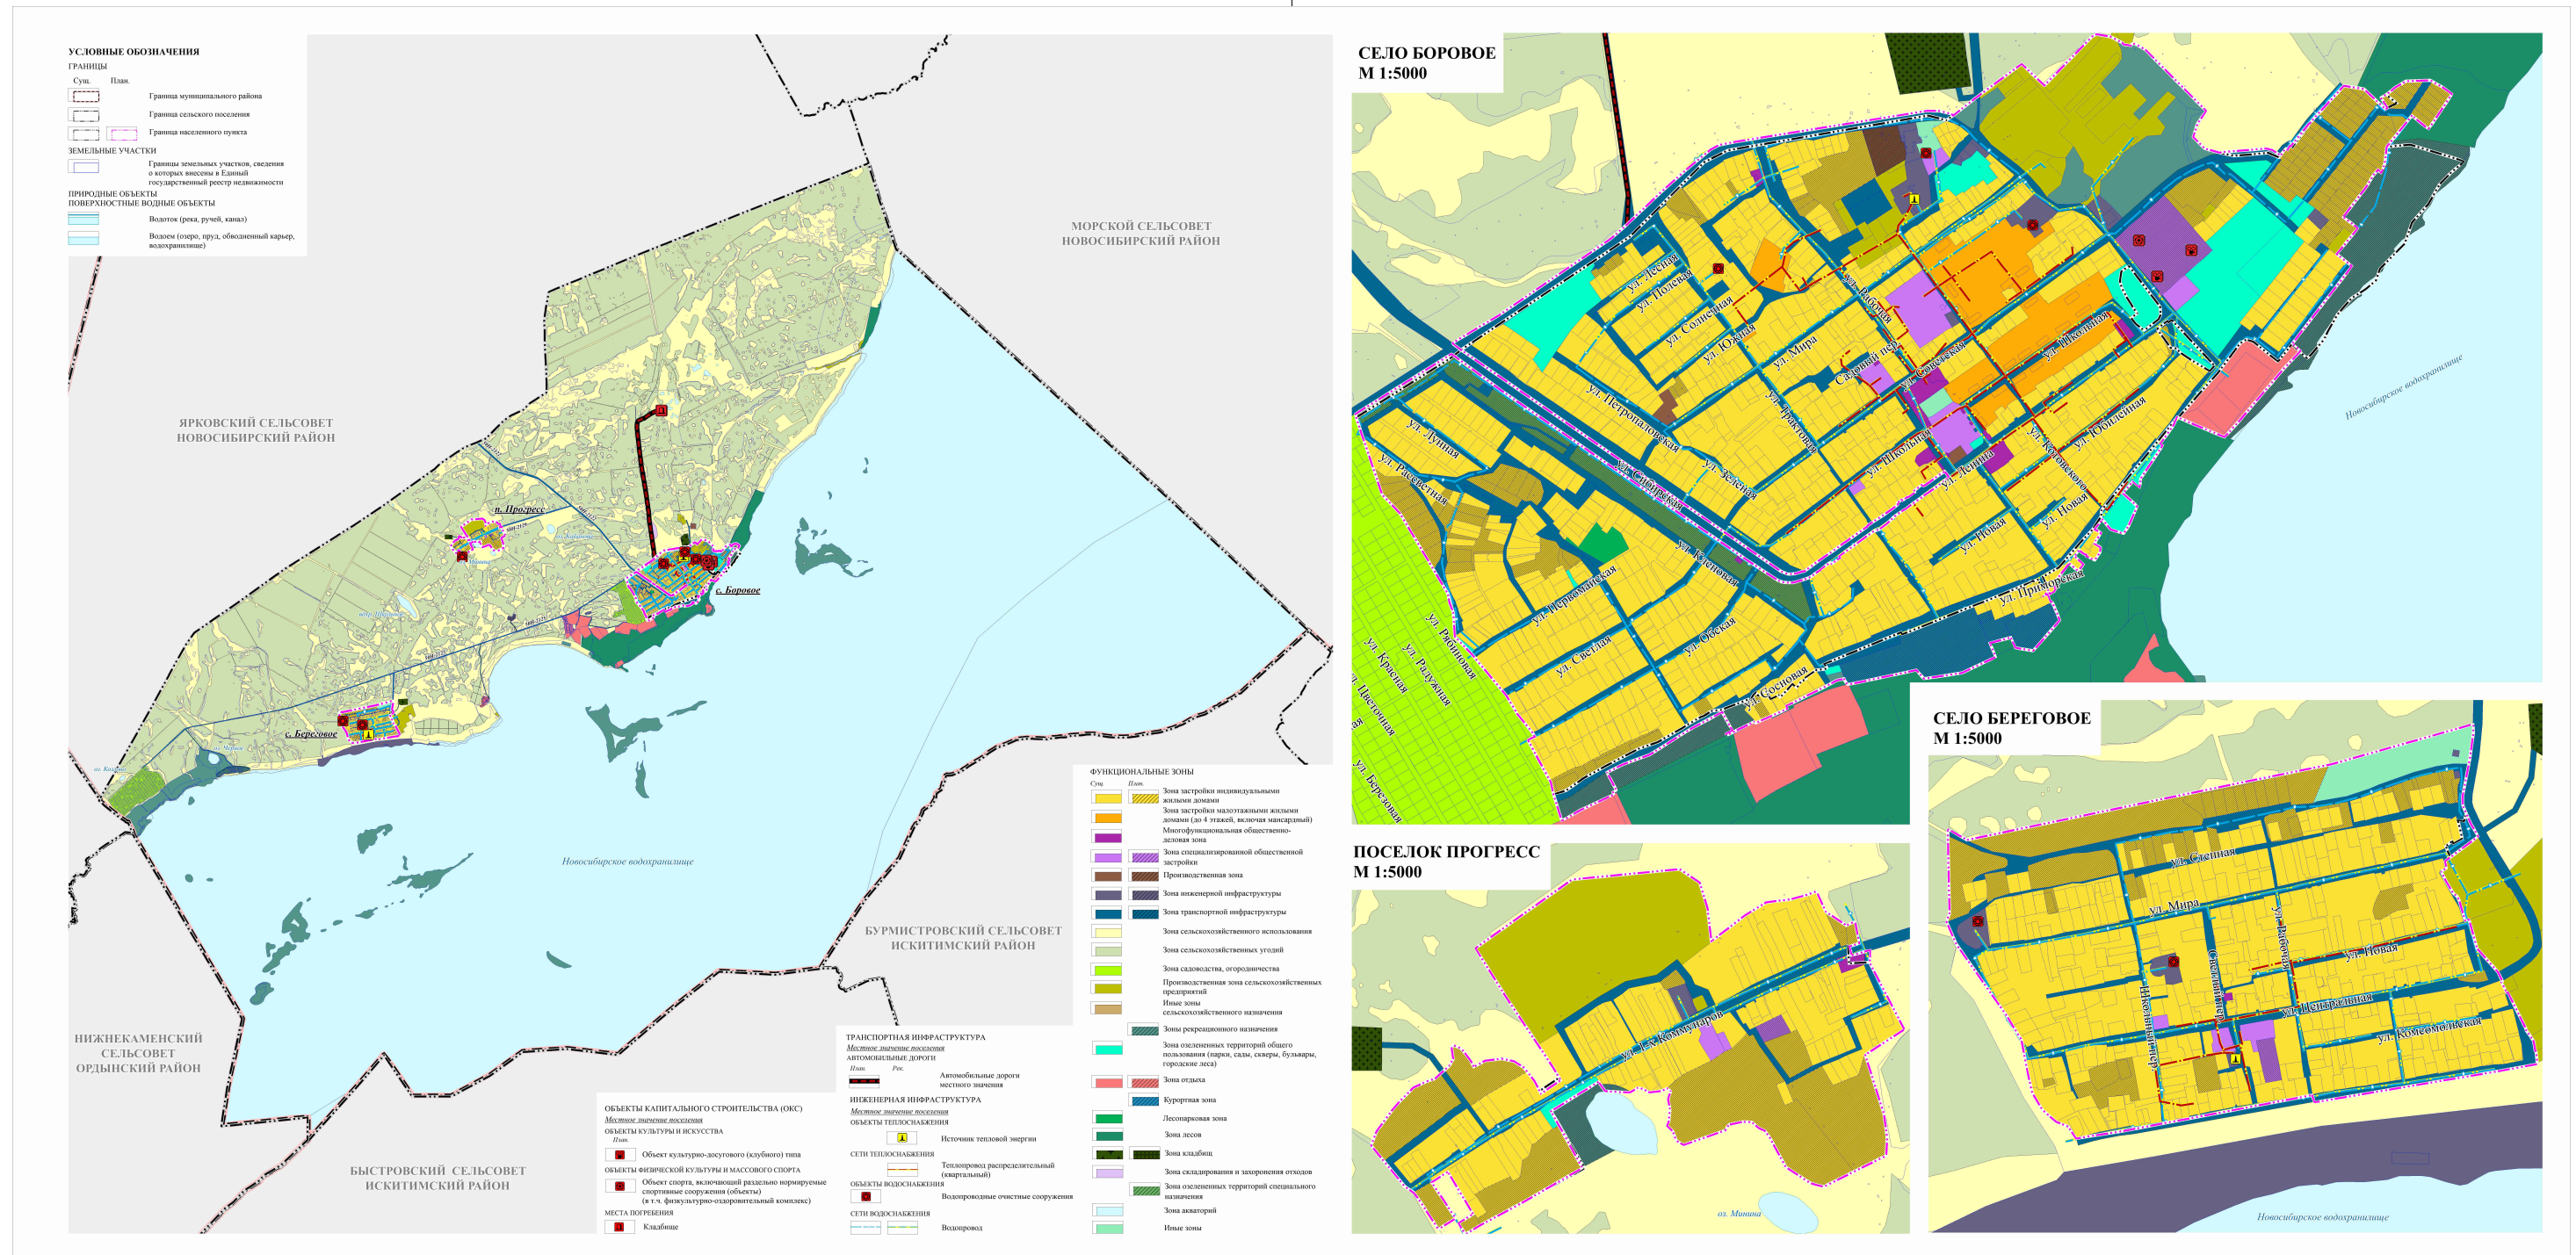 УСЛОВНЫЕ ОБОЗНАЧЕНИЯ
ГРАНИЦЫ
Сущ. План.
Граница муниципального района
Граница сельского поселения
Граница населенного пункта
ЗЕМЕЛЬНЫЕ УЧАСТКИ
Границы земельных участков, сведения
о которых внесены в Единый
государственный реестр недвижимости
ПРИРОДНЫЕ ОБЪЕКТЫ
ПОВЕРХНОСТНЫЕ ВОДНЫЕ ОБЪЕКТЫ
Водоток (река, ручей, канал)
Водоем (озеро, пруд, обводненный карьер,
водохранилище)
МОРСКОЙ СЕЛЬСОВЕТ
НОВОСИБИРСКИЙ РАЙОН
ЯРКОВСКИЙ СЕЛЬСОВЕТ
НОВОСИБИРСКИЙ РАЙОН
п. Прогресс
с. Боровое
с. Береговое
Новосибирское водохранилище
БУРМИСТРОВСКИЙ СЕЛЬСОВЕТ
ИСКИТИМСКИЙ РАЙОН
НИЖНЕКАМЕНСКИЙ
СЕЛЬСОВЕТ
ОРДЫНСКИЙ РАЙОН
БЫСТРОВСКИЙ СЕЛЬСОВЕТ
ИСКИТИМСКИЙ РАЙОН
ОБЪЕКТЫ КАПИТАЛЬНОГО СТРОИТЕЛЬСТВА (ОКС)
Местное значение поселения
ОБЪЕКТЫ КУЛЬТУРЫ И ИСКУССТВА
План.
Объект культурно-досугового (клубного) типа
ОБЪЕКТЫ ФИЗИЧЕСКОЙ КУЛЬТУРЫ И МАССОВОГО СПОРТА
Объект спорта, включающий раздельно нормируемые
спортивные сооружения (объекты)
(в т.ч. физкультурно-оздоровительный комплекс)
МЕСТА ПОГРЕБЕНИЯ
Кладбище
ТРАНСПОРТНАЯ ИНФРАСТРУКТУРА
Местное значение поселения
АВТОМОБИЛЬНЫЕ ДОРОГИ
План. Рек.
Автомобильные дороги
местного значения
ИНЖЕНЕРНАЯ ИНФРАСТРУКТУРА
Местное значение поселения
ОБЪЕКТЫ ТЕПЛОСНАБЖЕНИЯ
Источник тепловой энергии
СЕТИ ТЕПЛОСНАБЖЕНИЯ
Теплопровод распределительный
(квартальный)
ОБЪЕКТЫ ВОДОСНАБЖЕНИЯ
Водопроводные очистные сооружения
СЕТИ ВОДОСНАБЖЕНИЯ
Водопровод
ФУНКЦИОНАЛЬНЫЕ ЗОНЫ
Сущ. План.
Зона застройки индивидуальными
жилыми домами
Зона застройки малоэтажными жилыми
домами (до 4 этажей, включая мансардный)
Многофункциональная общественно-
деловая зона
Зона специализированной общественной
застройки
Производственная зона
Зона инженерной инфраструктуры
Зона транспортной инфраструктуры
Зона сельскохозяйственного использования
Зона сельскохозяйственных угодий
Зона садоводства, огородничества
Производственная зона сельскохозяйственных
предприятий
Иные зоны
сельскохозяйственного назначения
Зоны рекреационного назначения
Зона озелененных территорий общего
пользования (парки, сады, скверы, бульвары,
городские леса)
Зона отдыха
Курортная зона
Лесопарковая зона
Зона лесов
Зона кладбищ
Зона складирования и захоронения отходов
Зона озелененных территорий специального
назначения
Зона акваторий
Иные зоны
СЕЛО БОРОВОЕ
М 1:5000
ул. Лесная
ул. Полевая
ул. Солнечная
ул. Южная
ул. Мира
ул. Рабочая
Садовый пер.
ул. Советская
ул. Школьная
ул. Петропаловская
ул. Трактовая
ул. Зеленая
ул. Школьная
ул. Ленина
ул. Котовского
ул. Юбилейная
ул. Новая
ул. Новая
ул. Приморская
ул. Лунная
ул. Рассветная
ул. Сибирская
ул. Кленовая
ул. Первомайская
ул. Светлая
ул. Обская
ул. Сосновая
ул. Рябиновая
ул. Радужная
ул. Красная
ул. Цветочная
ул. Березовая
Новосибирское водохранилище
ПОСЕЛОК ПРОГРЕСС
М 1:5000
ул. 1-х Коммунаров
оз. Минина
СЕЛО БЕРЕГОВОЕ
М 1:5000
ул. Степная
ул. Мира
ул. Рабочая
ул. Новая
Школьный пер.
ул. Центральная
ул. Комсомольская
Новосибирское водохранилище